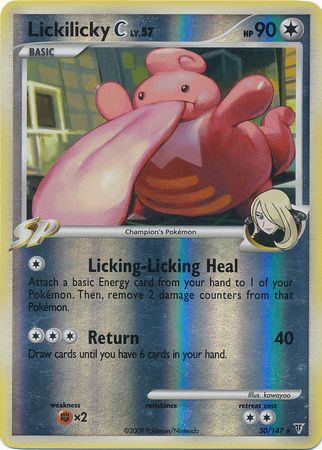 Lickilicky C LV.57 HP 90
BASIC
SP
Champion's Pokémon
Licking-Licking Heal
Attach a basic Energy card from your hand to 1 of your
Pokémon. Then, remove 2 damage counters from that
Pokémon.
Return 40
Draw cards until you have 6 cards in your hand.
Illus. kawayoo
weakness resistance retreat cost
×2
©2009 Pokémon/Nintendo 30/147 ★